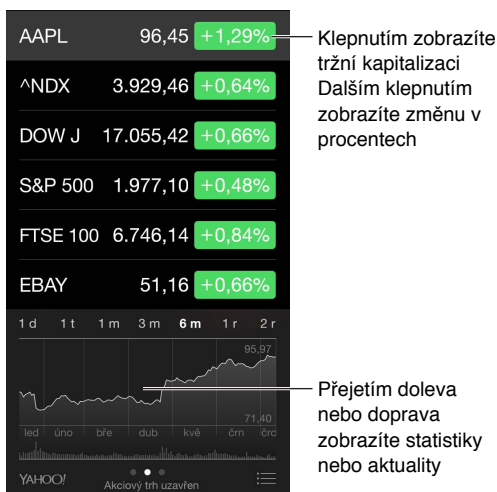 AAPL 96,45 +1,29%
^NDX 3.929,46 +0,64%
DOW J 17.055,42 +0,66%
S&P 500 1.977,10 +0,48%
FTSE 100 6.746,14 +0,84%
EBAY 51,16 +0,66%
1 d 1 t 1 m 3 m 6 m 1 r 2 r
95,97
71,40
led úno bře dub kvě črn črc
YAHOO!
Akciový trh uzavřen
Klepnutím zobrazíte
tržní kapitalizaci
Dalším klepnutím
zobrazíte změnu v
procentech
Přejetím doleva
nebo doprava
zobrazíte statistiky
nebo aktuality